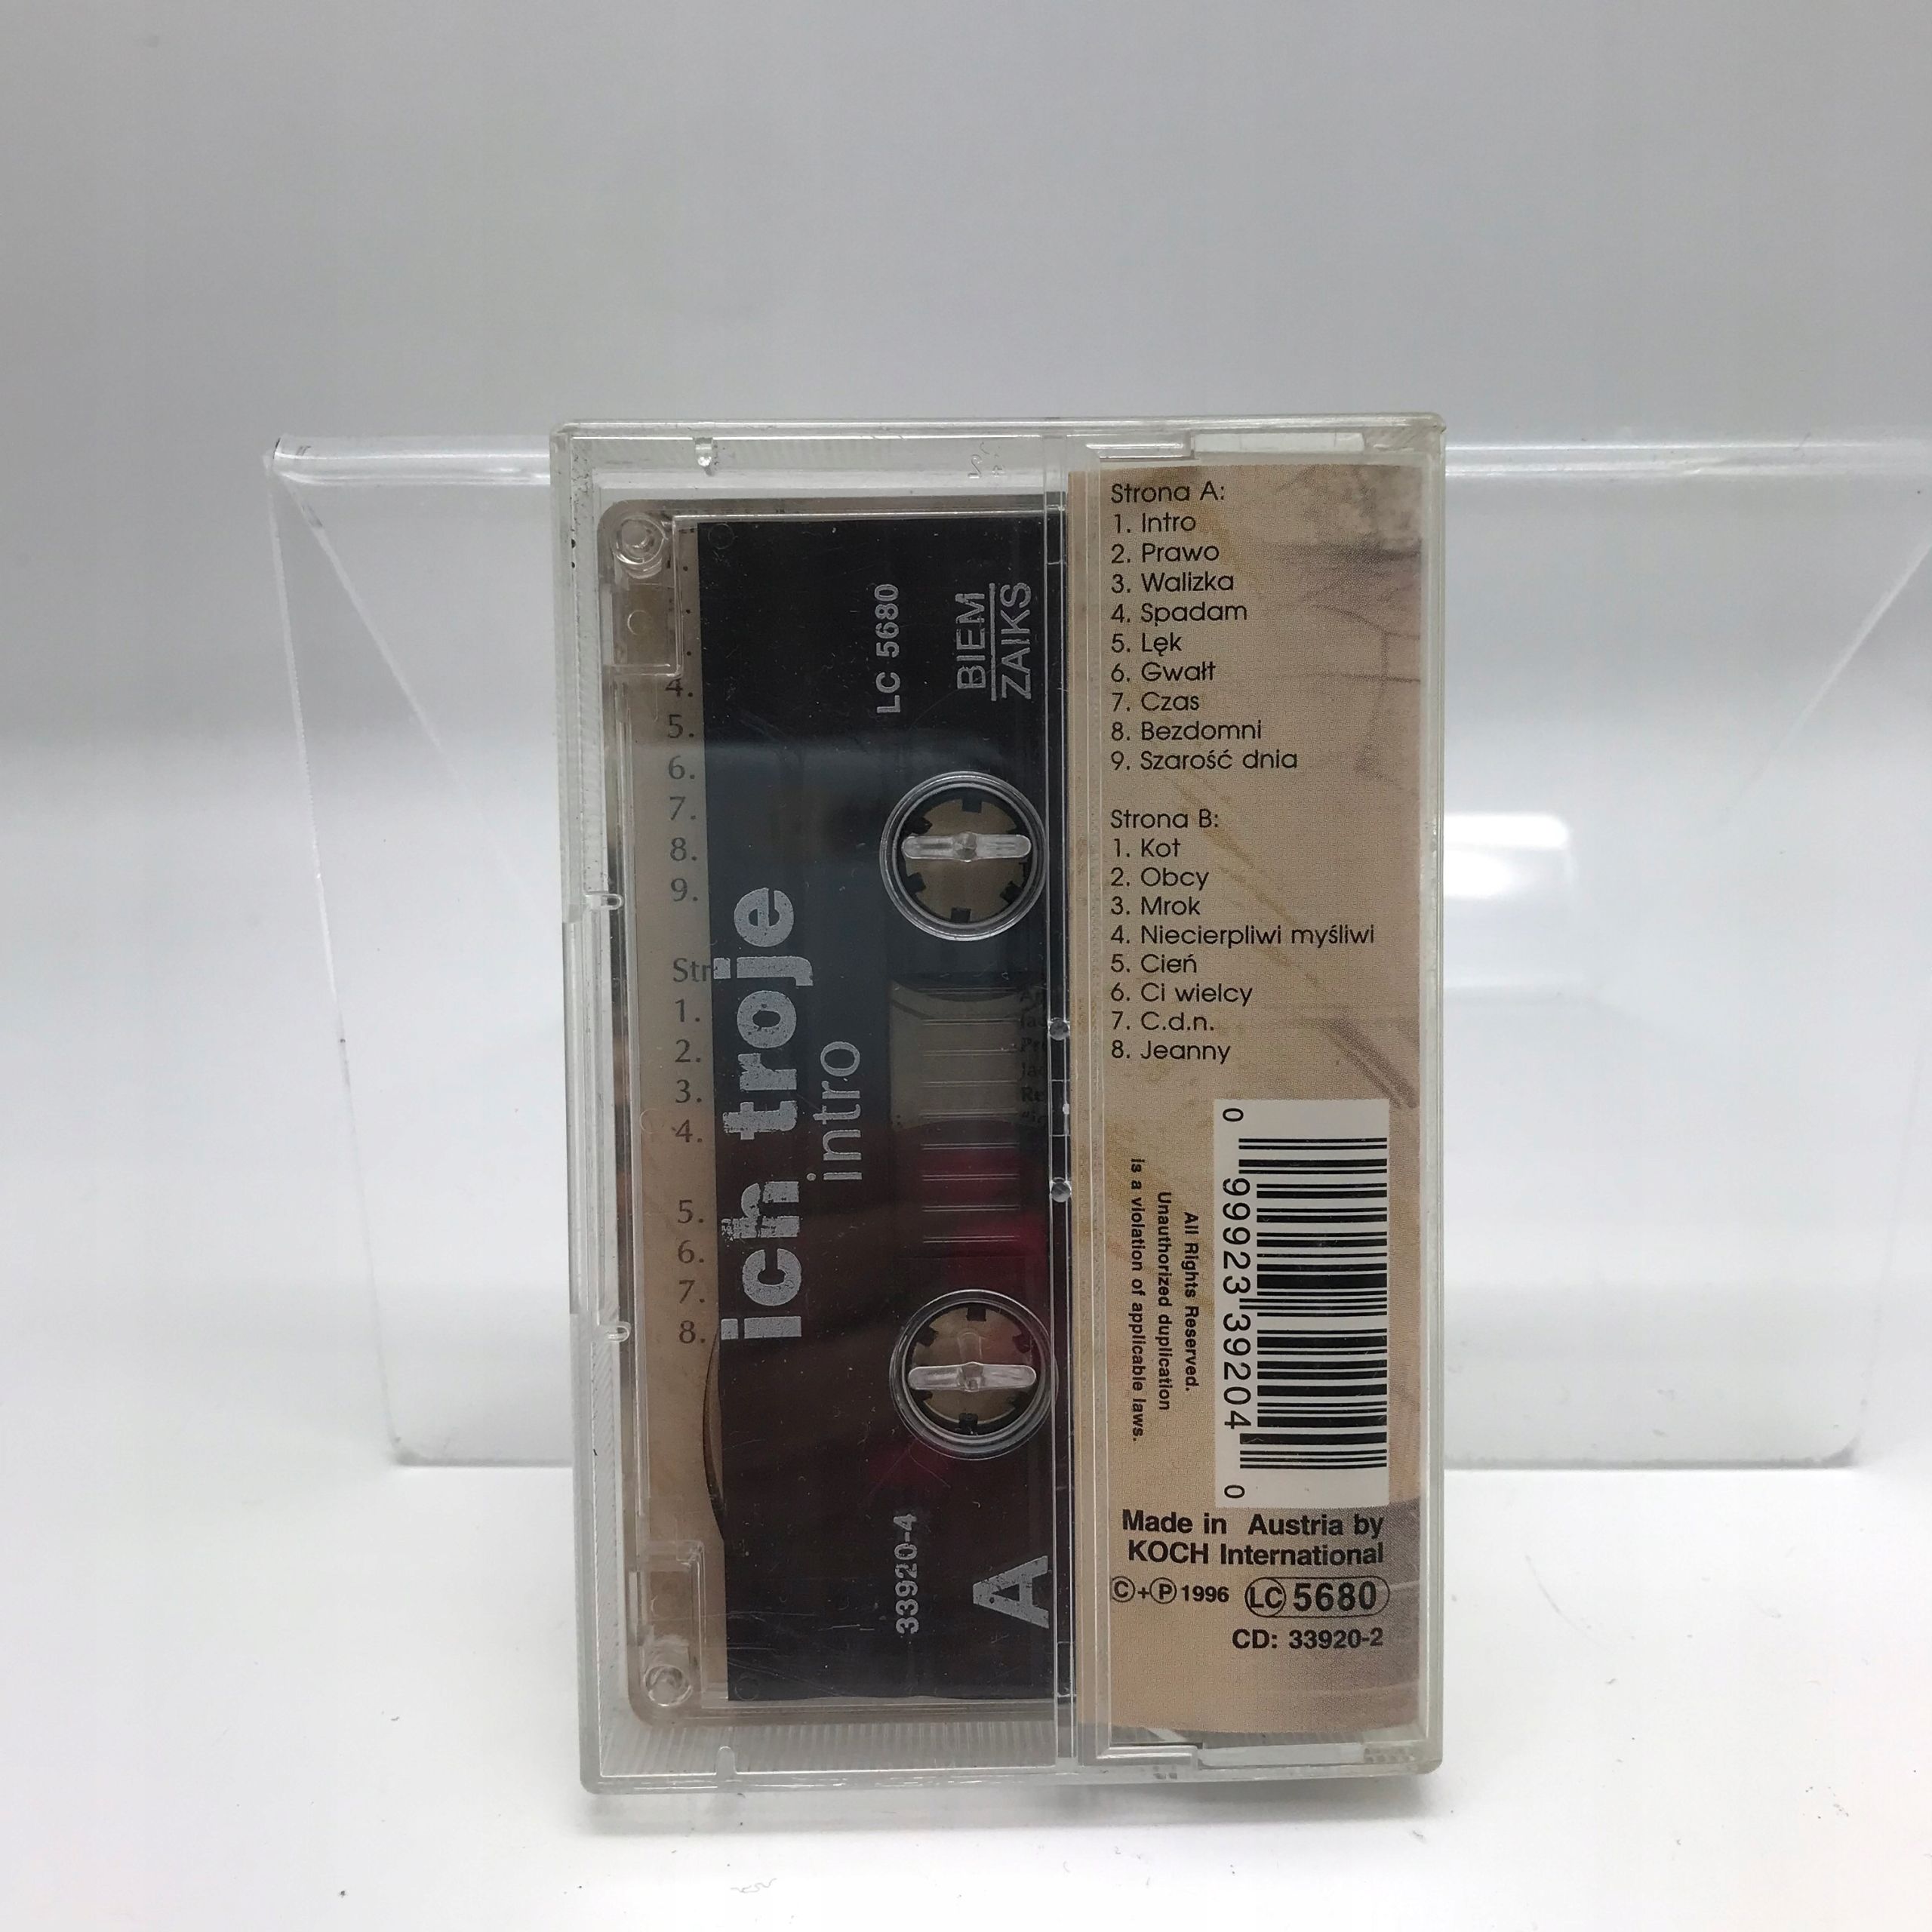 4.
5.
6.
7.
8.
9.
Str
1.
2.
3.
4.
5.
6.
7.
8.
ich troje
intro
LC 5680
BIEM
ZAIKS
33920-4
A
Strona A:
1. Intro
2. Prawo
3. Walizka
4. Spadam
5. Lęk
6. Gwałt
7. Czas
8. Bezdomni
9. Szarość dnia
Strona B:
1. Kot
2. Obcy
3. Mrok
4. Niecierpliwi myśliwi
5. Cień
6. Ci wielcy
7. C.d.n.
8. Jeanny
All Rights Reserved.
Unauthorized duplication
is a violation of applicable laws.
0 99923 39204 0
Made in Austria by
KOCH International
©+℗ 1996 LC 5680
CD: 33920-2